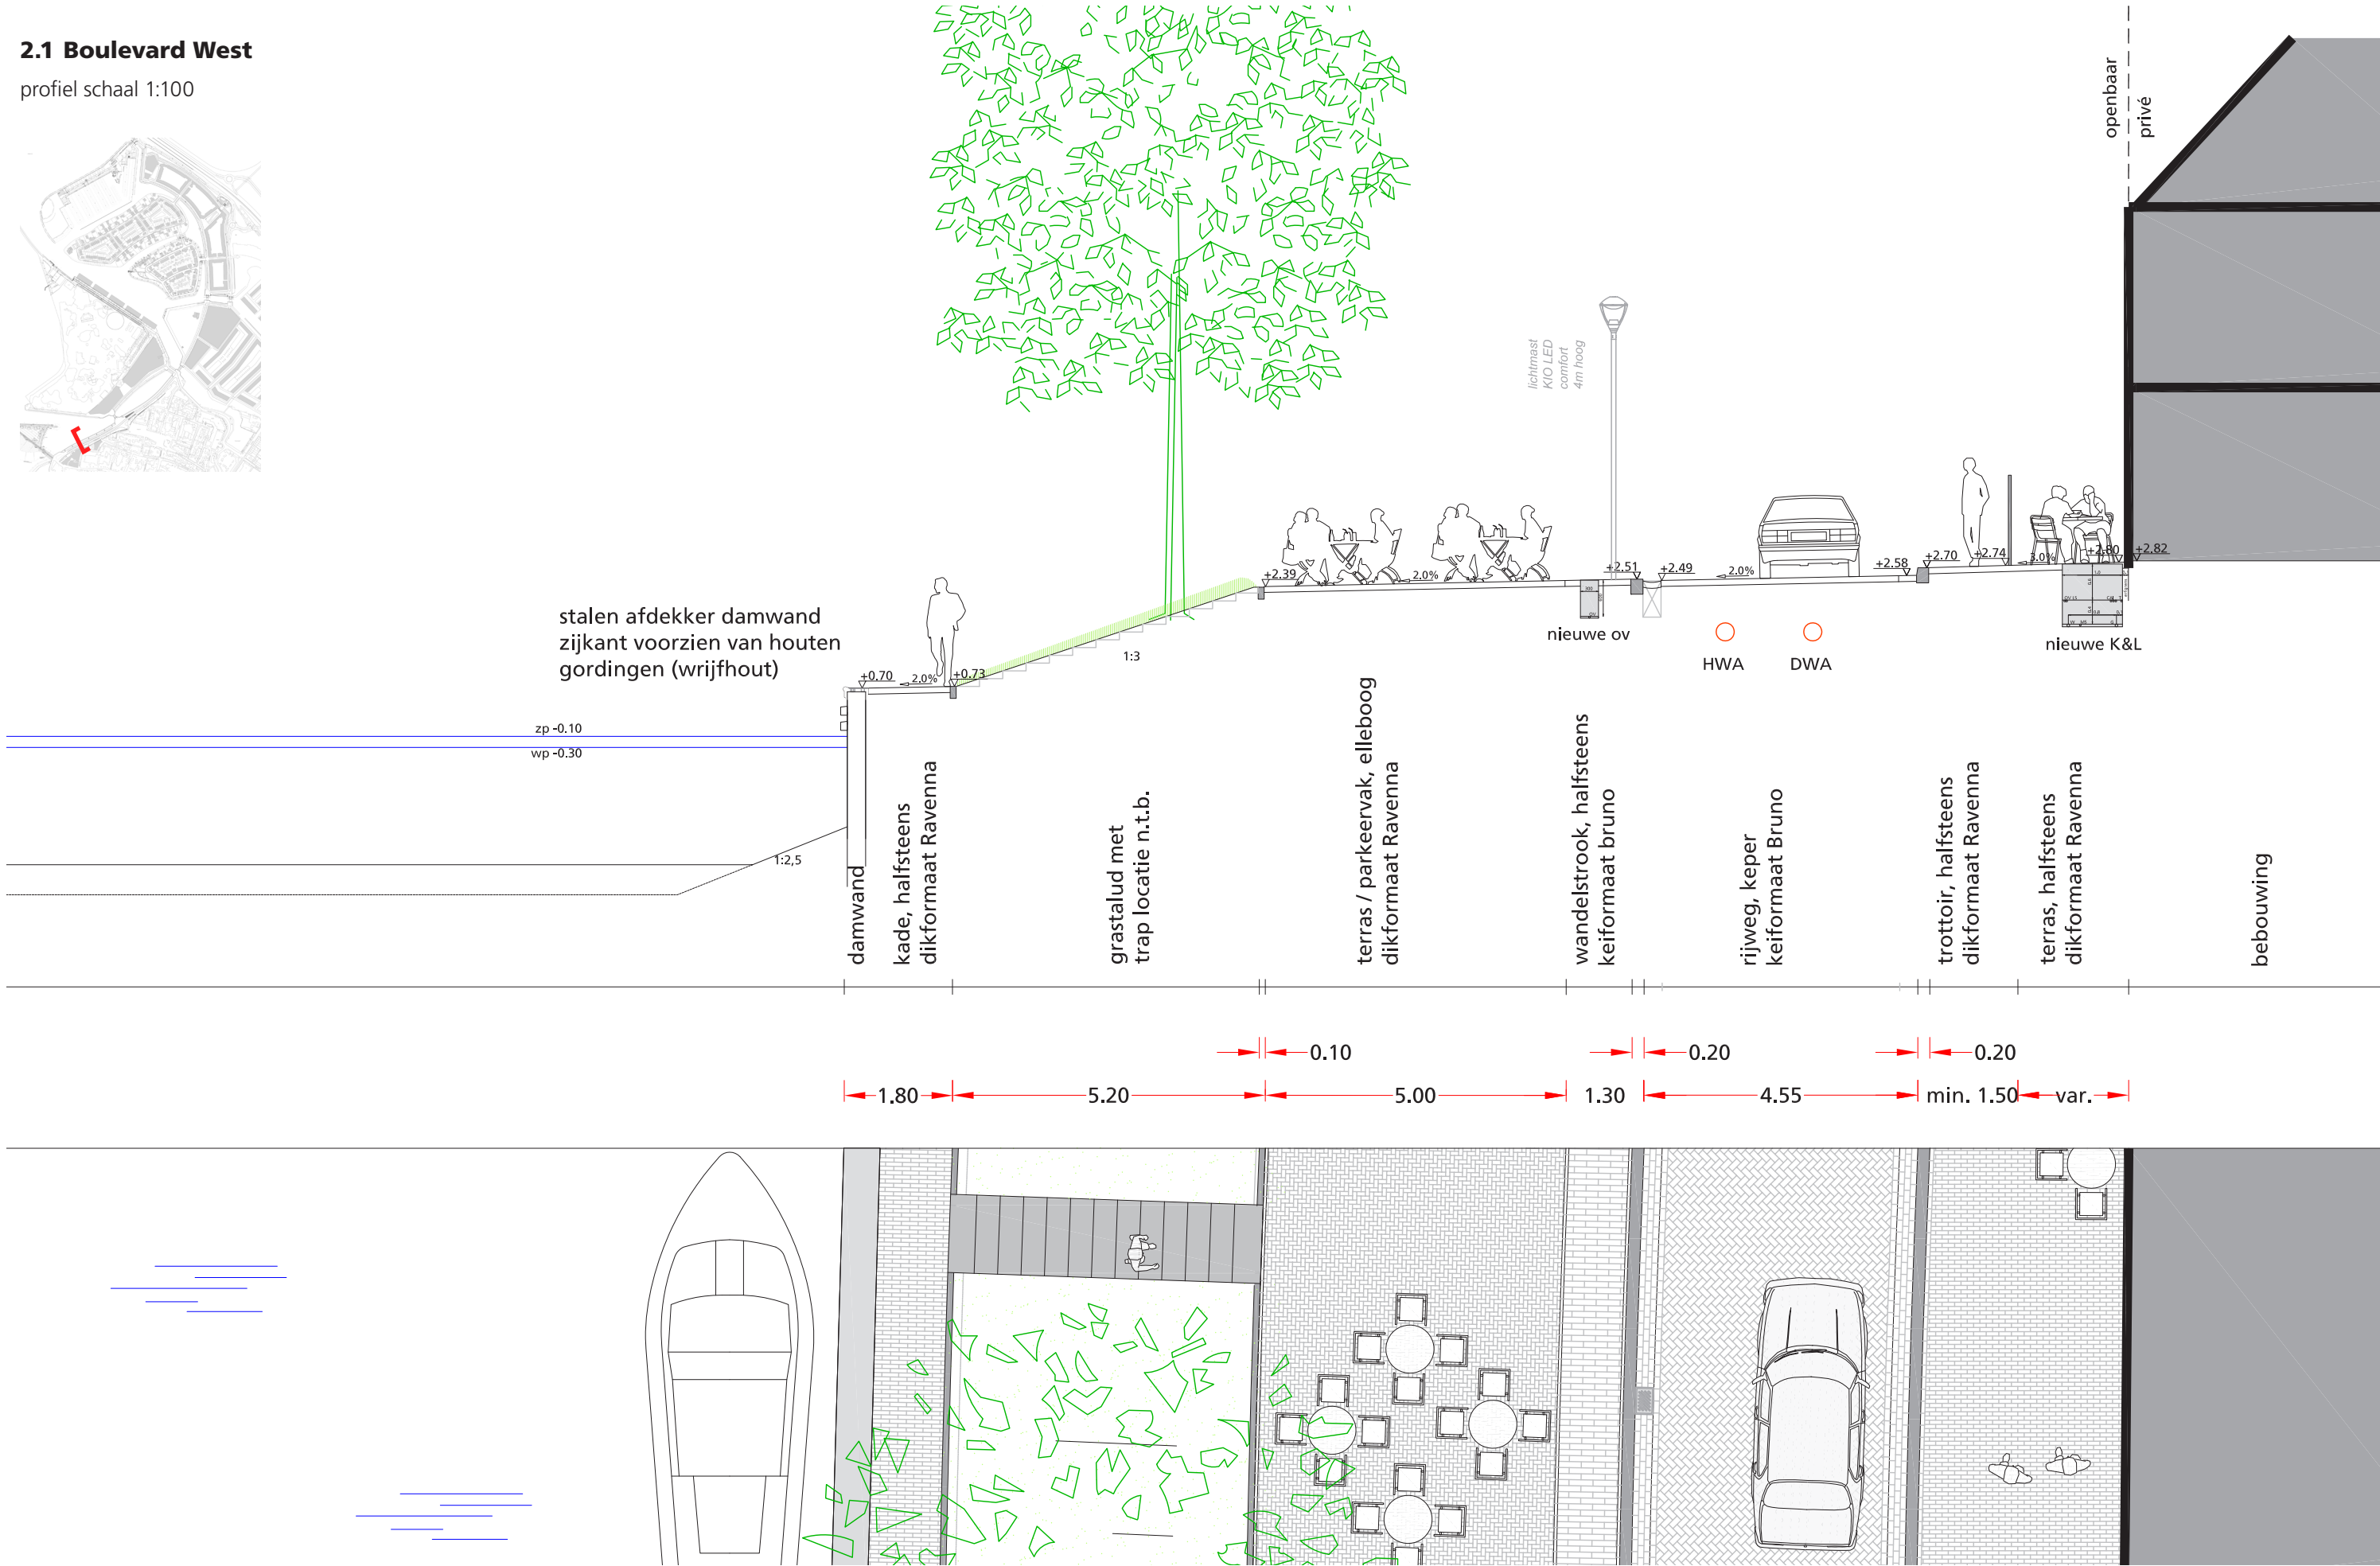 2.1 Boulevard West
profiel schaal 1:100
openbaar
privé
lichtmast
KIO LED
comfort
4m hoog
stalen afdekker damwand
zijkant voorzien van houten
gordingen (wrijfhout)
+0.70
2.0%
+0.73
1:3
+2.39
2.0%
+2.51
+2.49
2.0%
+2.58
+2.70
+2.74
3.0%
+2.80
+2.82
nieuwe ov
HWA
DWA
nieuwe K&L
zp -0.10
wp -0.30
1:2,5
damwand
kade, halfsteens
dikformaat Ravenna
grastalud met
trap locatie n.t.b.
terras / parkeervak, elleboog
dikformaat Ravenna
wandelstrook, halfsteens
keiformaat bruno
rijweg, keper
keiformaat Bruno
trottoir, halfsteens
dikformaat Ravenna
terras, halfsteens
dikformaat Ravenna
bebouwing
0.10
0.20
0.20
1.80
5.20
5.00
1.30
4.55
min. 1.50
var.